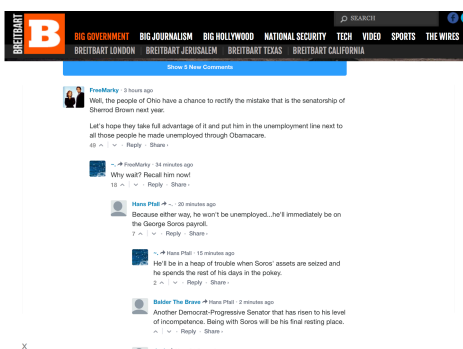 BREITBART
B
SEARCH
BIG GOVERNMENT BIG JOURNALISM BIG HOLLYWOOD NATIONAL SECURITY TECH VIDEO SPORTS THE WIRES
BREITBART LONDON BREITBART JERUSALEM BREITBART TEXAS BREITBART CALIFORNIA
Show 5 New Comments
FreeMarky · 3 hours ago
Well, the people of Ohio have a chance to rectify the mistake that is the senatorship of
Sherrod Brown next year.
Let's hope they take full advantage of it and put him in the unemployment line next to
all those people he made unemployed through Obamacare.
49 · Reply · Share ›
~. FreeMarky · 34 minutes ago
Why wait? Recall him now!
18 · Reply · Share ›
Hans Pfall ~. · 20 minutes ago
Because either way, he won't be unemployed...he'll immediately be on
the George Soros payroll.
7 · Reply · Share ›
~. Hans Pfall · 15 minutes ago
He'll be in a heap of trouble when Soros' assets are seized and
he spends the rest of his days in the pokey.
2 · Reply · Share ›
Balder The Brave Hans Pfall · 2 minutes ago
Another Democrat-Progressive Senator that has risen to his level
of incompetence. Being with Soros will be his final resting place.
· Reply · Share ›
X